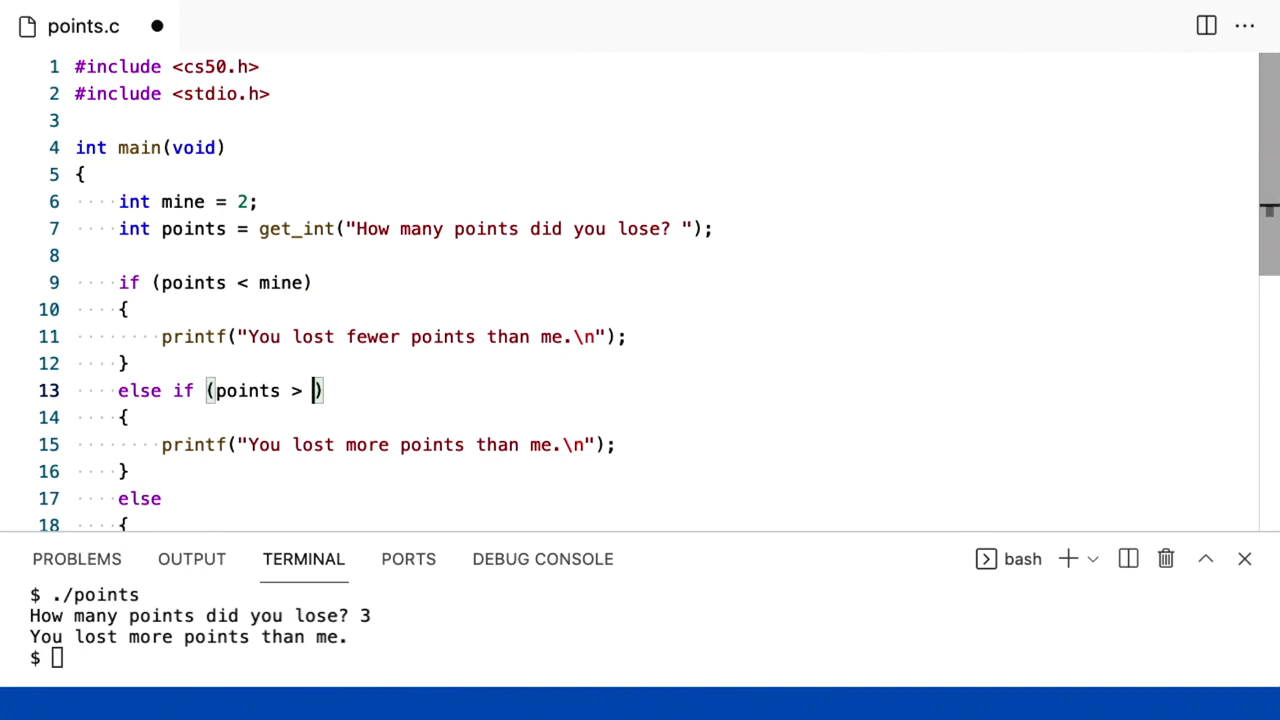 points.c
1 #include <cs50.h>
2 #include <stdio.h>
3
4 int main(void)
5 {
6 int mine = 2;
7 int points = get_int("How many points did you lose? ");
8
9 if (points < mine)
10 {
11 printf("You lost fewer points than me.\n");
12 }
13 else if (points > )
14 {
15 printf("You lost more points than me.\n");
16 }
17 else
18 {
PROBLEMS OUTPUT TERMINAL PORTS DEBUG CONSOLE bash
$ ./points
How many points did you lose? 3
You lost more points than me.
$